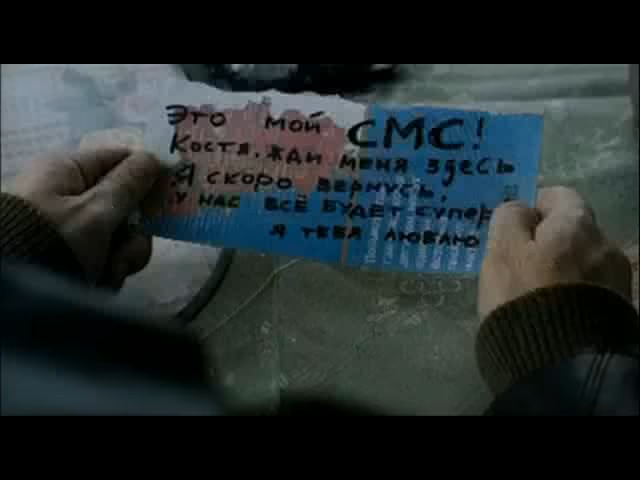 Это мой СМС!
Костя, жди меня здесь
Я скоро вернусь,
у нас всё будет супер
я тебя люблю